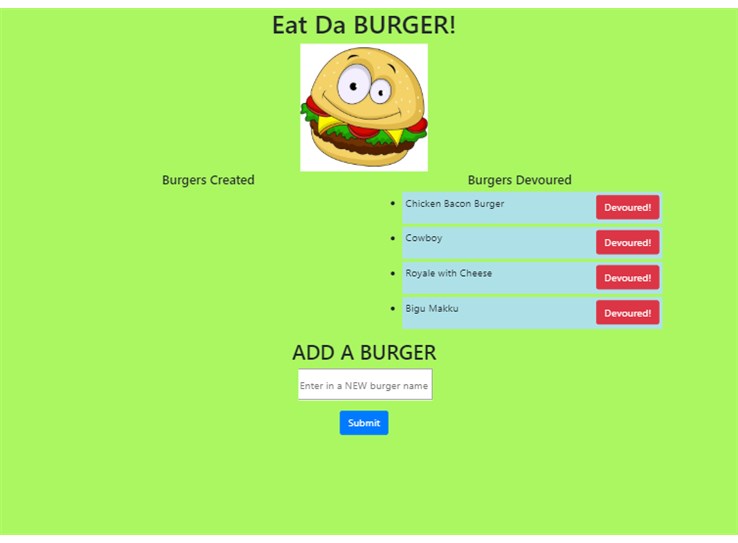 Eat Da BURGER!
Burgers Created
Burgers Devoured
Chicken Bacon Burger
Devoured!
Cowboy
Devoured!
Royale with Cheese
Devoured!
Bigu Makku
Devoured!
ADD A BURGER
Enter in a NEW burger name
Submit